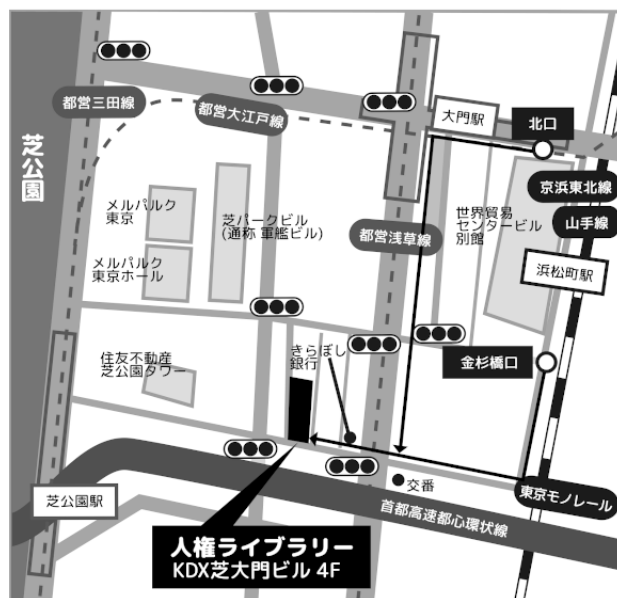 都営三田線
都営大江戸線
大門駅
北口
芝公園
京浜東北線
山手線
メルパルク
東京
芝パークビル
(通称 軍艦ビル)
都営浅草線
世界貿易
センタービル
別館
浜松町駅
メルパルク
東京ホール
きらぼし
銀行
住友不動産
芝公園タワー
金杉橋口
交番
東京モノレール
芝公園駅
首都高速都心環状線
人権ライブラリー
KDX芝大門ビル 4F